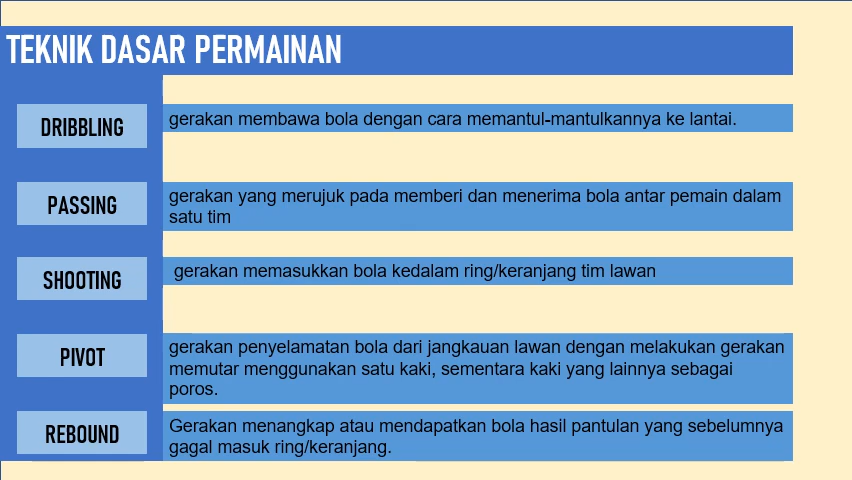 TEKNIK DASAR PERMAINAN
DRIBBLING
gerakan membawa bola dengan cara memantul-mantulkannya ke lantai.
PASSING
gerakan yang merujuk pada memberi dan menerima bola antar pemain dalam
satu tim
SHOOTING
gerakan memasukkan bola kedalam ring/keranjang tim lawan
PIVOT
gerakan penyelamatan bola dari jangkauan lawan dengan melakukan gerakan
memutar menggunakan satu kaki, sementara kaki yang lainnya sebagai
poros.
REBOUND
Gerakan menangkap atau mendapatkan bola hasil pantulan yang sebelumnya
gagal masuk ring/keranjang.